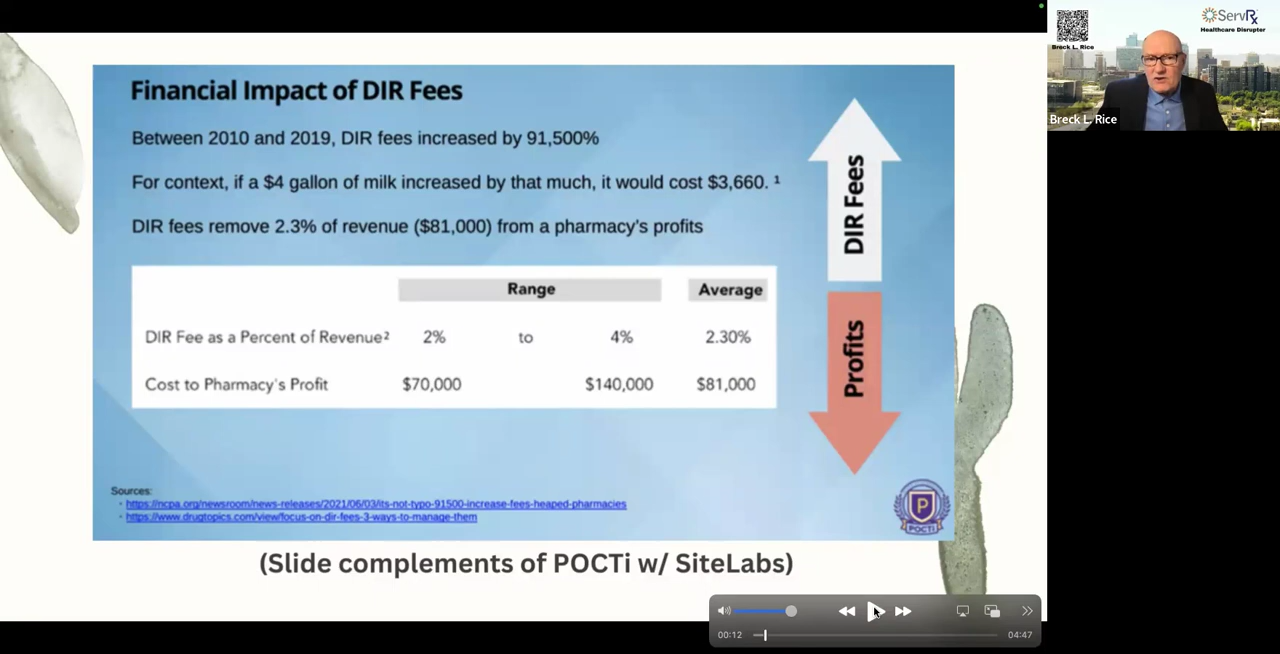 Financial Impact of DIR Fees
Between 2010 and 2019, DIR fees increased by 91,500%
For context, if a $4 gallon of milk increased by that much, it would cost $3,660. ¹
DIR fees remove 2.3% of revenue ($81,000) from a pharmacy's profits
Range Average
DIR Fee as a Percent of Revenue² 2% to 4% 2.30%
Cost to Pharmacy's Profit $70,000 $140,000 $81,000
DIR Fees
Profits
Sources:
- https://ncpa.org/newsroom/news-releases/2021/06/03/its-not-typo-91500-increase-fees-heaped-pharmacies
- https://www.drugtopics.com/view/focus-on-dir-fees-3-ways-to-manage-them
P
POCTi
(Slide complements of POCTi w/ SiteLabs)
Breck L. Rice
ServRx
Healthcare Disruptor
Breck L. Rice
00:12
04:47